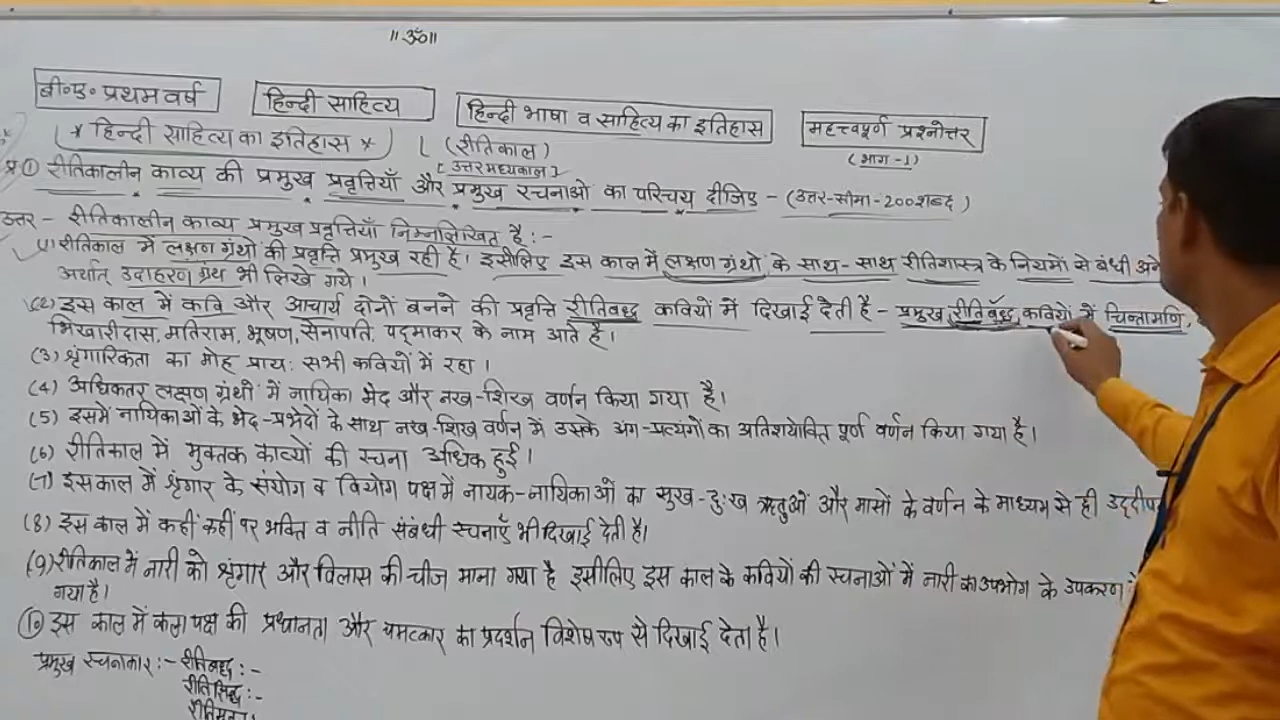 ॥ ॐ ॥
बी॰ए॰ प्रथम वर्ष हिन्दी साहित्य हिन्दी भाषा व साहित्य का इतिहास महत्त्वपूर्ण प्रश्नोत्तर
* हिन्दी साहित्य का इतिहास * (रीतिकाल) (भाग -1)
[उत्तर मध्यकाल]
प्र.① रीतिकालीन काव्य की प्रमुख प्रवृत्तियाँ और प्रमुख रचनाओं का परिचय दीजिए - (उत्तर-सीमा-200 शब्द)
उत्तर - रीतिकालीन काव्य प्रमुख प्रवृत्तियाँ निम्नलिखित है:-
(1) रीतिकाल में लक्षण ग्रंथों की प्रवृत्ति प्रमुख रही है। इसीलिए इस काल में लक्षण ग्रंथों के साथ-साथ रीतिशास्त्र के नियमों से बंधी
अर्थात् उदाहरण ग्रंथ भी लिखे गये।
(2) इस काल में कवि और आचार्य दोनों बनने की प्रवृत्ति रीतिबद्ध कवियों में दिखाई देती है - प्रमुख रीतिबद्ध कवियों में चिन्तामणि,
भिखारीदास, मतिराम, भूषण, सेनापति, पद्माकर के नाम आते है।
(3) श्रृंगारिकता का मोह प्रायः सभी कवियों में रहा।
(4) अधिकतर लक्षण ग्रंथों में नायिका भेद और नख-शिख वर्णन किया गया है।
(5) इसमें नायिकाओं के भेद-प्रभेदों के साथ नख-शिख वर्णन में उसके अंग-प्रत्यंगों का अतिशयोक्ति पूर्ण वर्णन किया गया है।
(6) रीतिकाल में मुक्तक काव्यों की रचना अधिक हुई।
(7) इस काल में श्रृंगार के संयोग व वियोग पक्ष में नायक-नायिकाओं का सुख-दुःख ऋतुओं और मासों के वर्णन के माध्यम से ही
(8) इस काल में कहीं कहीं पर भक्ति व नीति संबंधी रचनाएँ भी दिखाई देती है।
(9) रीतिकाल में नारी को श्रृंगार और विलास की चीज माना गया है इसीलिए इस काल के कवियों की रचनाओं में नारी का उपभोग के उपकरण
गया है।
⑩ इस काल में कला पक्ष की प्रधानता और चमत्कार का प्रदर्शन विशेष रूप से दिखाई देता है।
प्रमुख रचनाकार:- रीतिबद्ध:-
रीतिसिद्ध:-